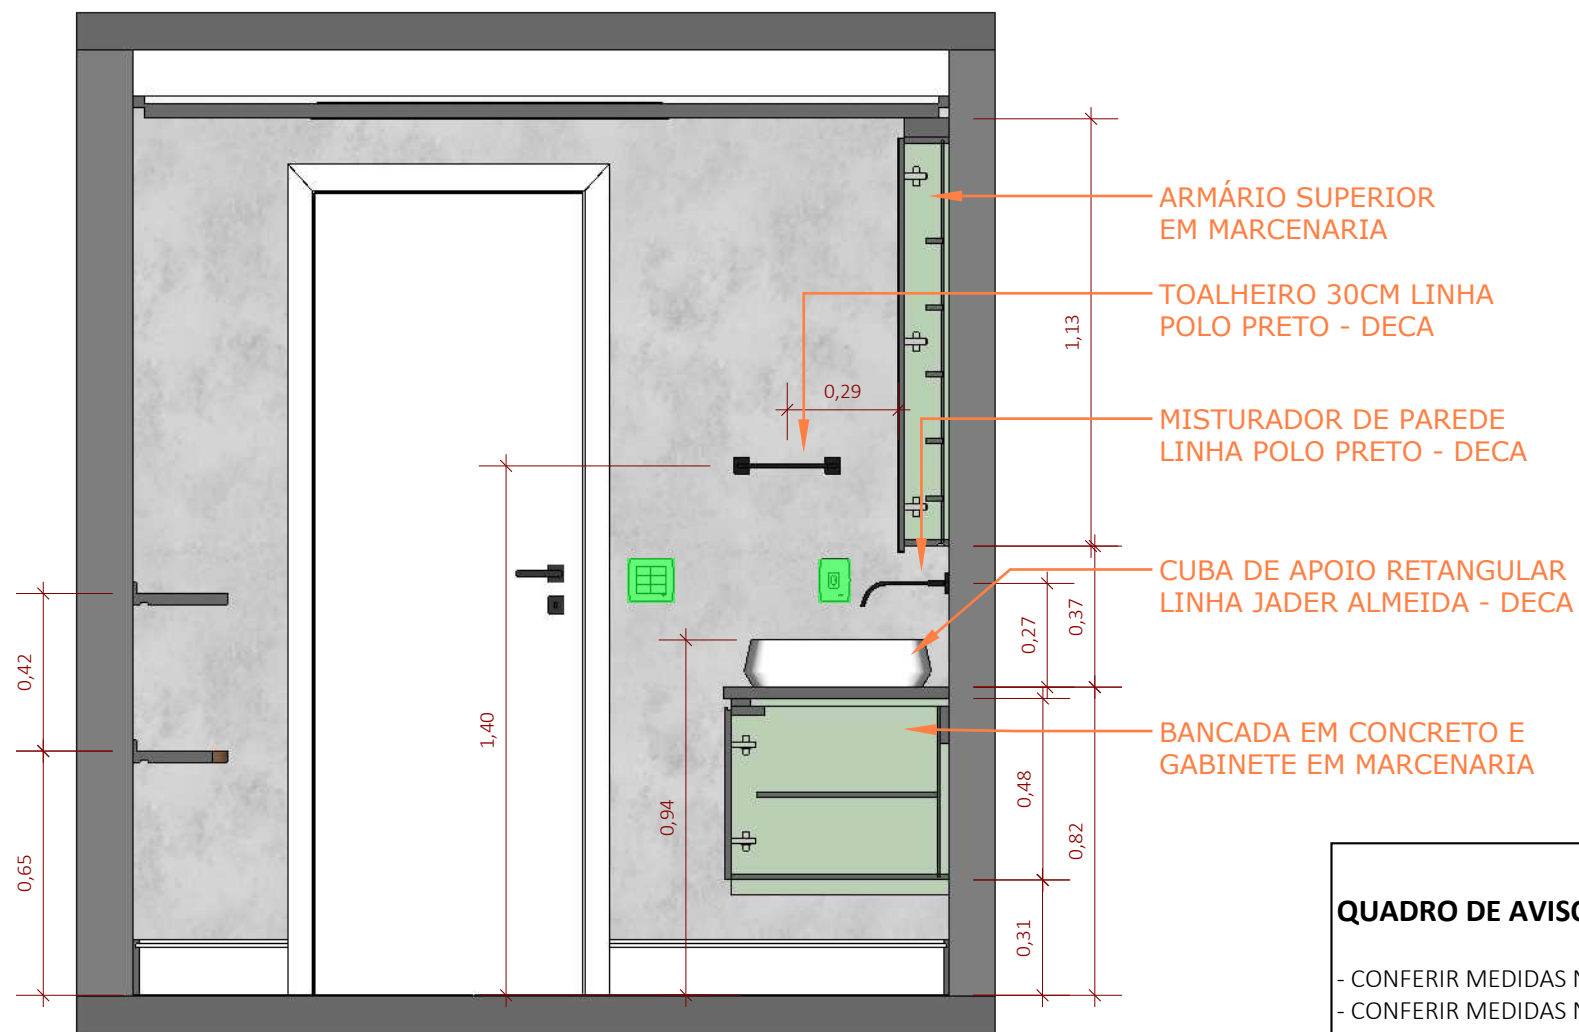 ARMÁRIO SUPERIOR
EM MARCENARIA
TOALHEIRO 30CM LINHA
POLO PRETO - DECA
1,13
0,29
MISTURADOR DE PAREDE
LINHA POLO PRETO - DECA
CUBA DE APOIO RETANGULAR
LINHA JADER ALMEIDA - DECA
0,37
0,27
0,42
1,40
BANCADA EM CONCRETO E
GABINETE EM MARCENARIA
0,48
0,94
0,82
0,65
0,31
QUADRO DE
- CONFERIR MEDIDAS
- CONFERIR MEDIDAS